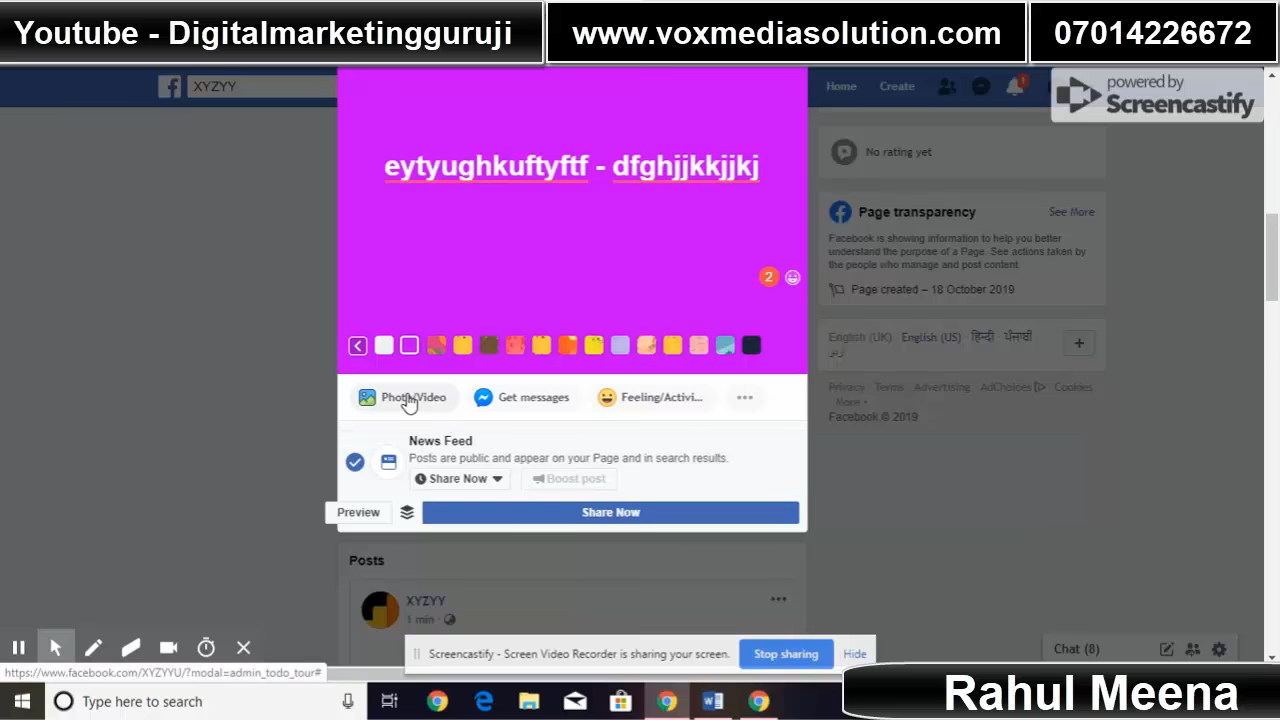 Youtube - Digitalmarketingguruji
www.voxmediasolution.com
07014226672
XYZYY
Home
Create
1
powered by
Screencastify
eytyughkuftyftf - dfghjjkkjjkj
2
No rating yet
Page transparency
See More
Facebook is showing information to help you better
understand the purpose of a Page. See actions taken by
the people who manage and post content
Page created – 18 October 2019
English (UK) English (US) हिन्दी ਪੰਜਾਬੀ
اردو
Privacy Terms Advertising AdChoices Cookies
More
Facebook © 2019
Photo/Video
Get messages
Feeling/Activi...
News Feed
Posts are public and appear on your Page and in search results.
Share Now
Boost post
Preview
Share Now
Posts
XYZYY
1 min
Screencastify - Screen Video Recorder is sharing your screen.
Stop sharing
Hide
Chat (8)
https://www.facebook.com/XYZYYU/?modal=admin_todo_tour#
Type here to search
Rahul Meena